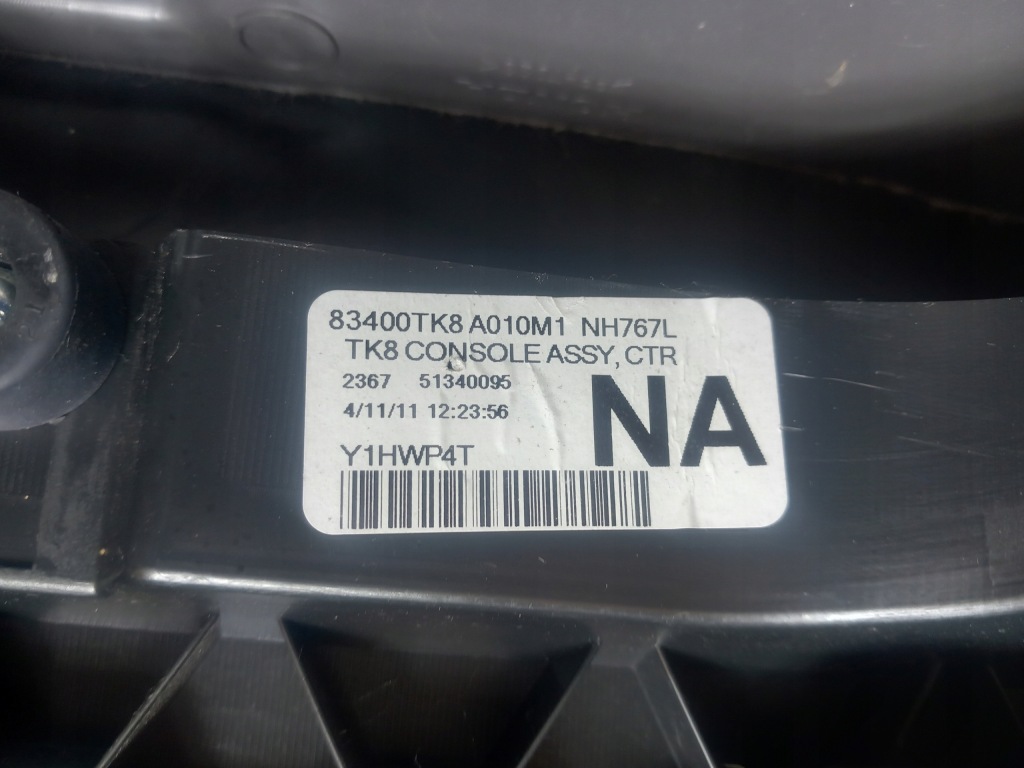 83400TK8 A010M1 NH767L
TK8 CONSOLE ASSY, CTR
2367 51340095
4/11/11 12:23:56
NA
Y1HWP4T